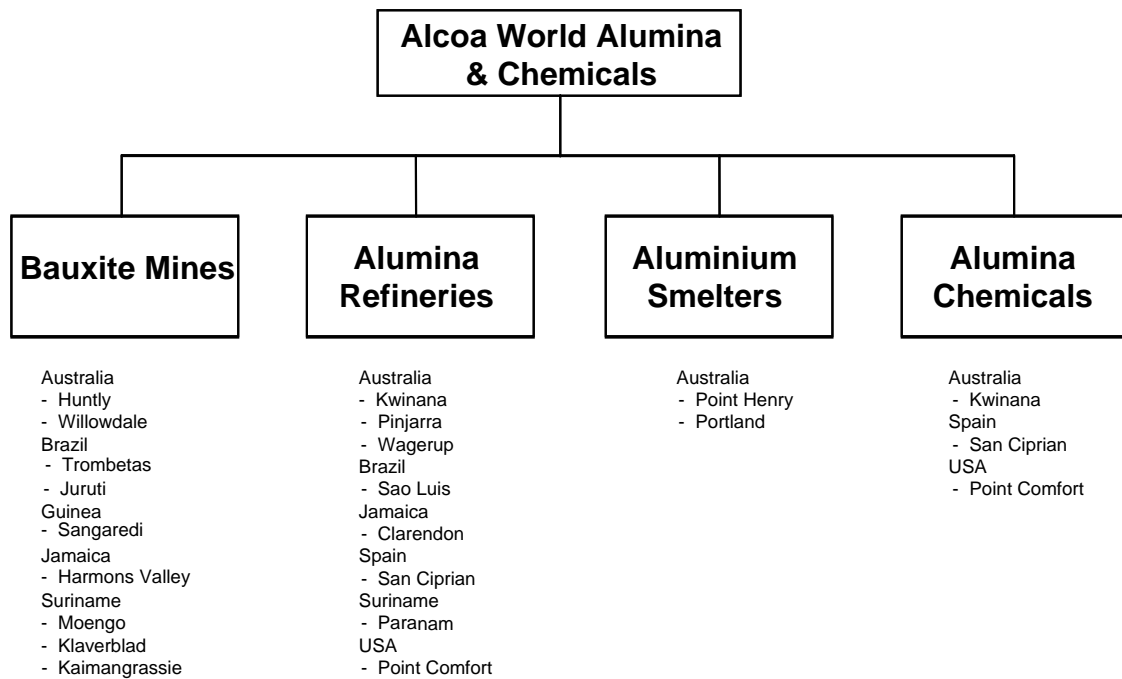 Alcoa World Alumina
& Chemicals
Bauxite Mines
Alumina
Refineries
Aluminium
Smelters
Alumina
Chemicals
Australia
- Huntly
- Willowdale
Brazil
- Trombetas
- Juruti
Guinea
- Sangaredi
Jamaica
- Harmons Valley
Suriname
- Moengo
- Klaverblad
- Kaimangrassie
Australia
- Kwinana
- Pinjarra
- Wagerup
Brazil
- Sao Luis
Jamaica
- Clarendon
Spain
- San Ciprian
Suriname
- Paranam
USA
- Point Comfort
Australia
- Point Henry
- Portland
Australia
- Kwinana
Spain
- San Ciprian
USA
- Point Comfort